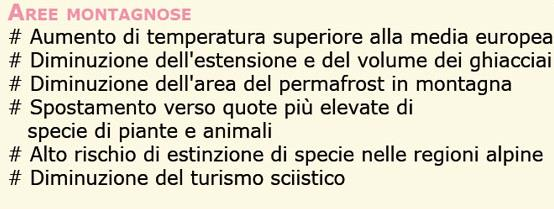 AREE MONTAGNOSE
# Aumento di temperatura superiore alla media europea
# Diminuzione dell'estensione e del volume dei ghiacciai
# Diminuzione dell'area del permafrost in montagna
# Spostamento verso quote più elevate di
specie di piante e animali
# Alto rischio di estinzione di specie nelle regioni alpine
# Diminuzione del turismo sciistico